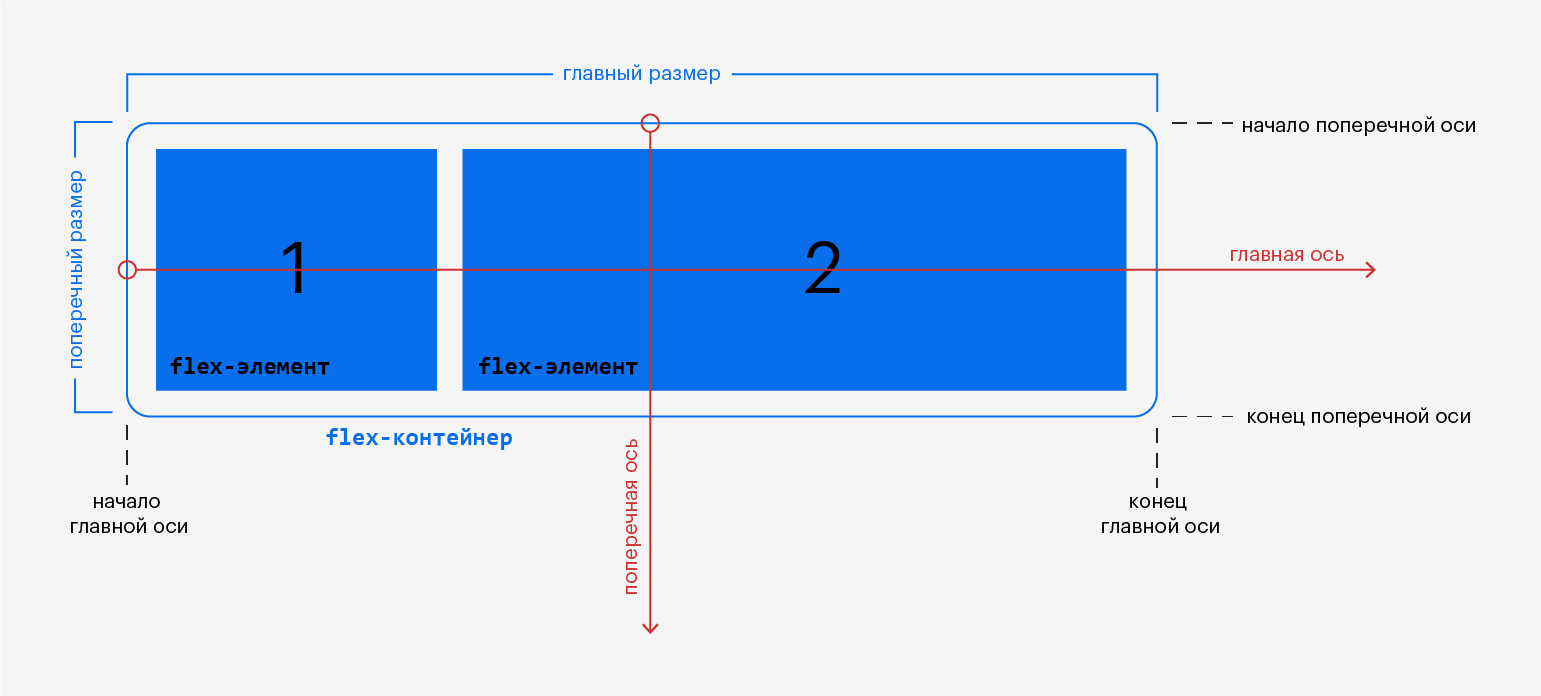 главный размер
начало поперечной оси
поперечный размер
1
2
главная ось
flex-элемент
flex-элемент
конец поперечной оси
flex-контейнер
поперечная ось
начало
главной оси
конец
главной оси